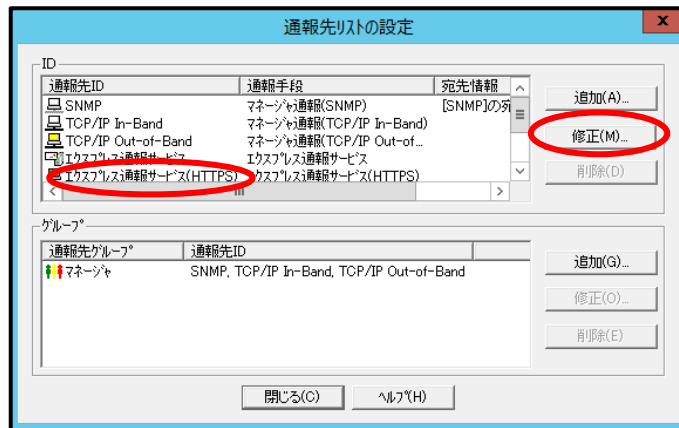 通報先リストの設定
x
ID
通報先ID 通報手段 宛先情報
SNMP マネージャ通報(SNMP) [SNMP]の宛
TCP/IP In-Band マネージャ通報(TCP/IP In-Band)
TCP/IP Out-of-Band マネージャ通報(TCP/IP Out-of...
エクスプレス通報サービス エクスプレス通報サービス
エクスプレス通報サービス(HTTPS) エクスプレス通報サービス(HTTPS)
追加(A)...
修正(M)...
削除(D)
グループ
通報先グループ 通報先ID
マネージャ SNMP, TCP/IP In-Band, TCP/IP Out-of-Band
追加(G)...
修正(O)...
削除(E)
閉じる(C) ヘルプ(H)